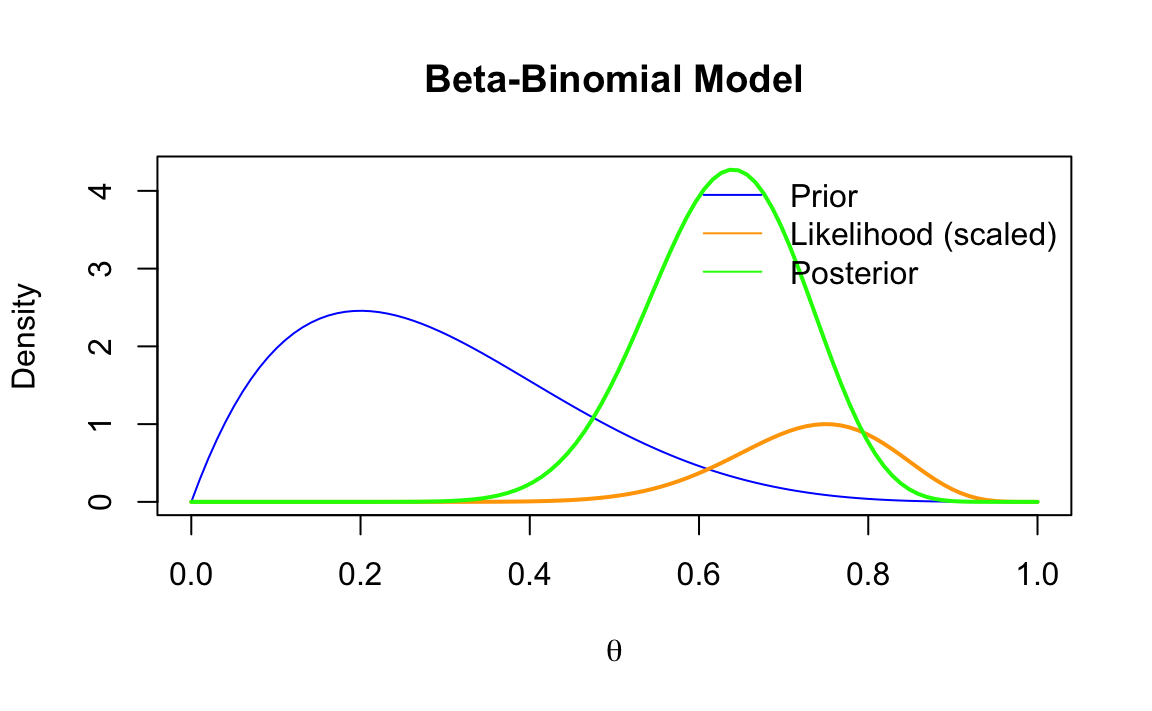 Beta-Binomial Model
Density
4
3
2
1
0
Prior
Likelihood (scaled)
Posterior
0.0 0.2 0.4 0.6 0.8 1.0
θ